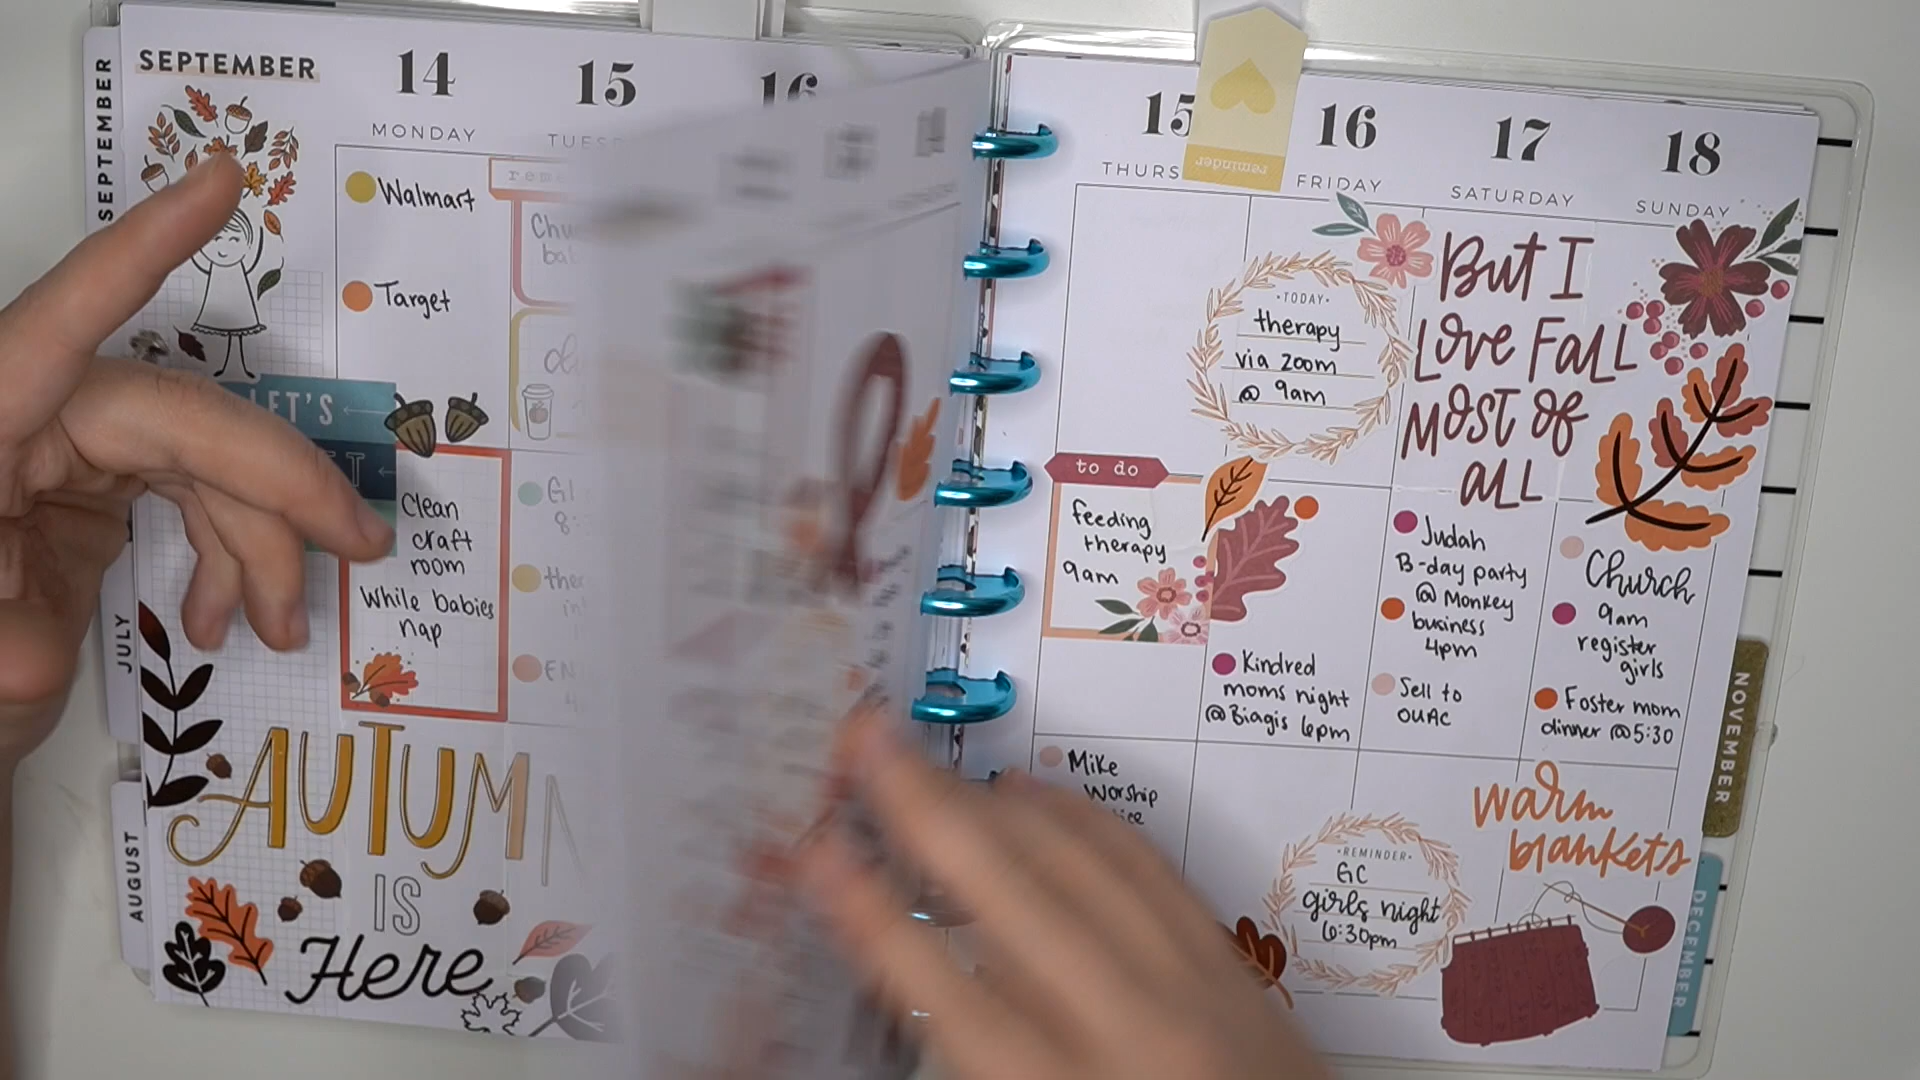 SEPTEMBER
SEPTEMBER
JULY
AUGUST
14
MONDAY
15
TUES
16
Walmart
Target
LET'S
Clean
craft
room
While babies
nap
AUTUMN
IS
Here
15
THURS
reminder
16
FRIDAY
17
SATURDAY
18
SUNDAY
·TODAY·
therapy
via zoom
@ 9am
But I
Love Fall
Most of
all
to do
feeding
therapy
9am
Kindred
moms night
@Biagis 6pm
Judah
B-day party
@ Monkey
business
4pm
Sell to
OUAC
Church
9am
register
girls
Foster mom
dinner @5:30
Mike
Worship
·REMINDER·
GC
girls night
6:30pm
warm
blankets
NOVEMBER
DECEMBER